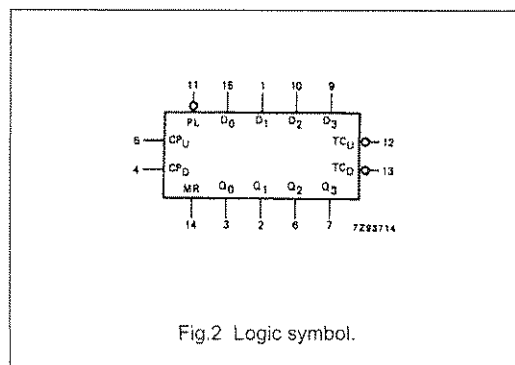 11 15 1 10 9
PL D0 D1 D2 D3
5 CPU TCU 12
4 CPD TCD 13
MR Q0 Q1 Q2 Q3
14 3 2 6 7 7Z93714
Fig.2 Logic symbol.